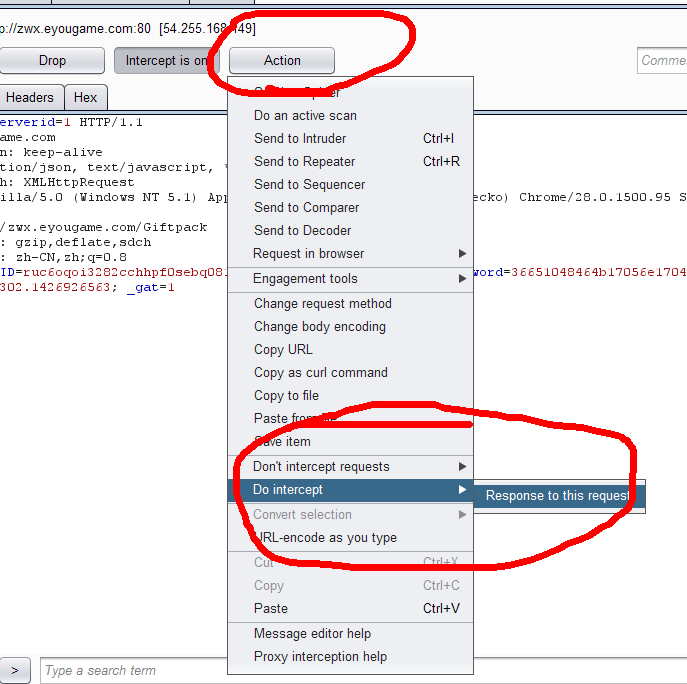 p://zwx.eyougame.com:80 [54.255.168.149]
Drop
Intercept is on
Action
Comme
Headers
Hex
erverid=1 HTTP/1.1
game.com
n: keep-alive
tion/json, text/javascript,
h: XMLHttpRequest
illa/5.0 (Windows NT 5.1) App
ecko) Chrome/28.0.1500.95 S
/zwx.eyougame.com/Giftpack
: gzip,deflate,sdch
: zh-CN,zh;q=0.8
ID=ruc6oqoi3282cchhpf0sebq081
word=36651048464b17056e1704
302.1426926563; _gat=1
Do an active scan
Send to Intruder Ctrl+I
Send to Repeater Ctrl+R
Send to Sequencer
Send to Comparer
Send to Decoder
Request in browser
Engagement tools
Change request method
Change body encoding
Copy URL
Copy as curl command
Copy to file
Paste from file
Save item
Don't intercept requests
Do intercept
Response to this request
Convert selection
URL-encode as you type
Cut Ctrl+X
Copy Ctrl+C
Paste Ctrl+V
Message editor help
Proxy interception help
>
Type a search term